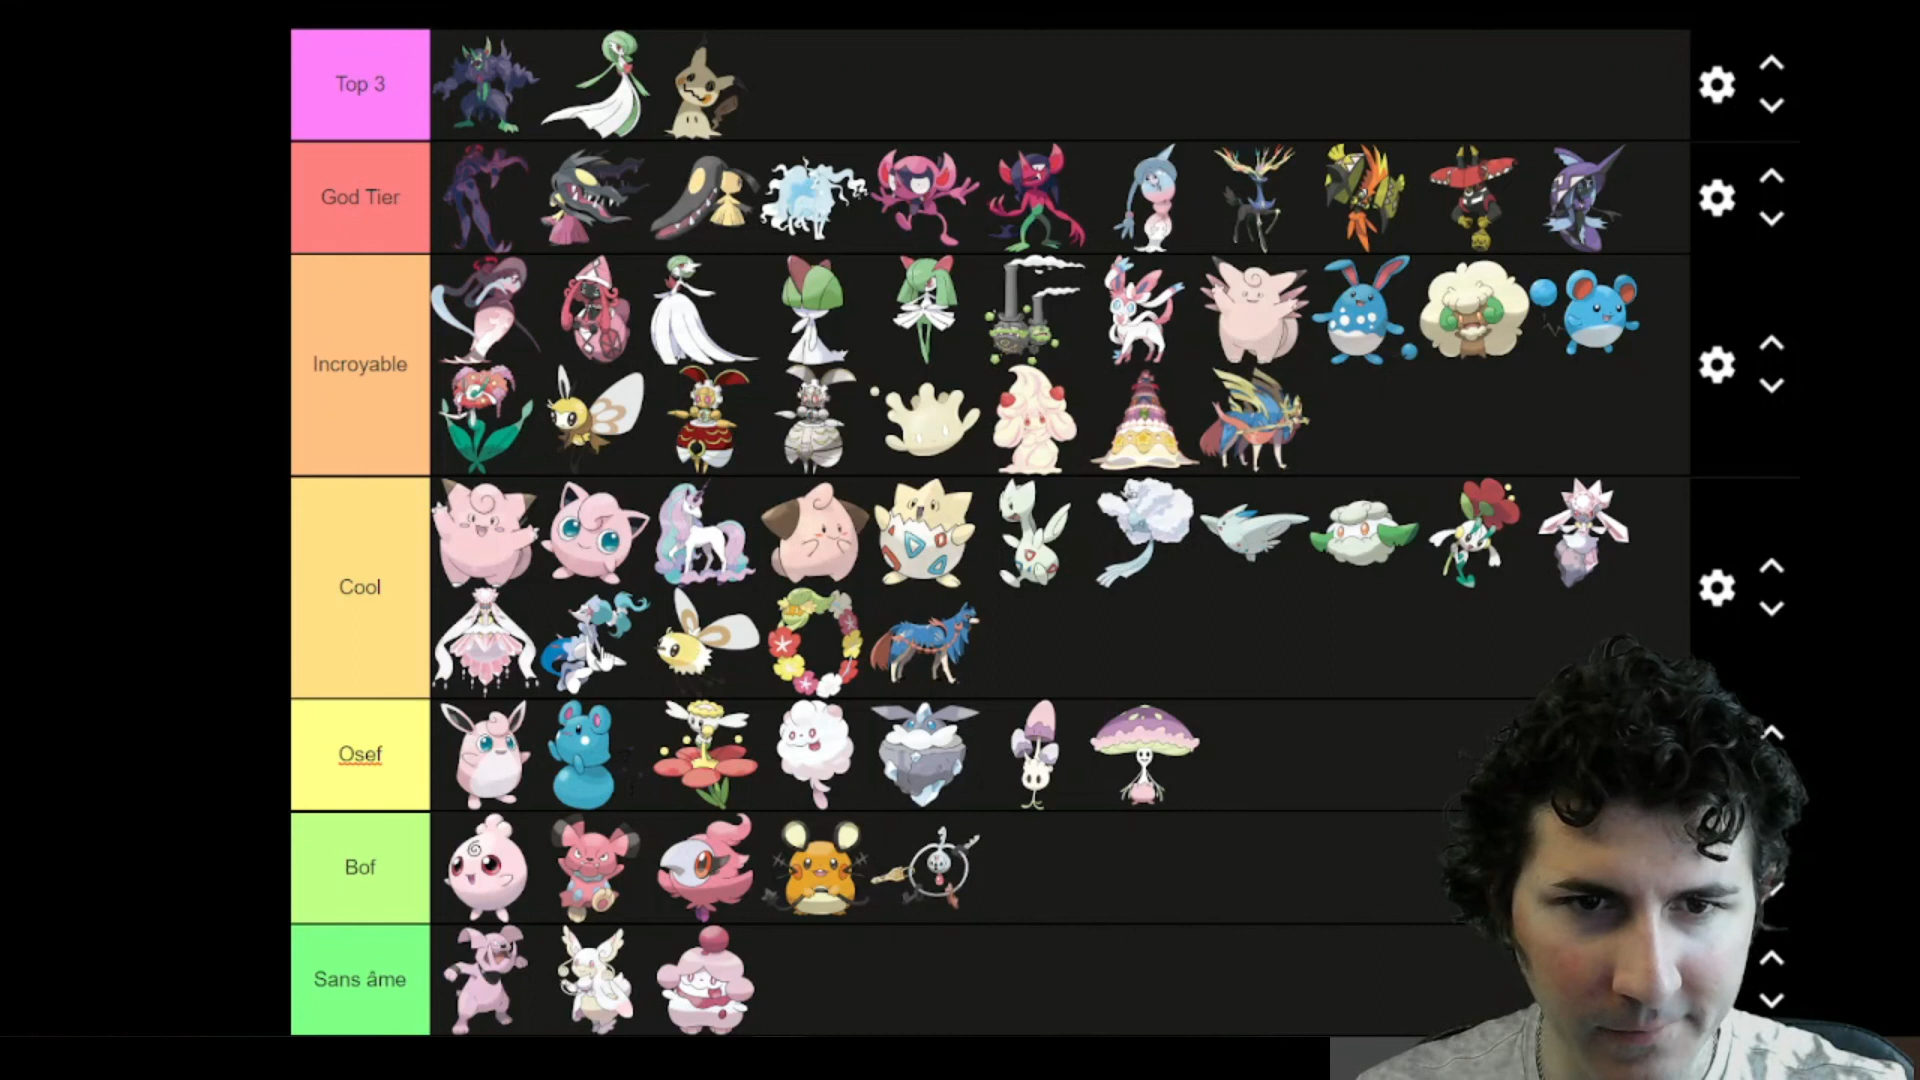 Top 3
God Tier
Incroyable
Cool
Osef
Bof
Sans âme